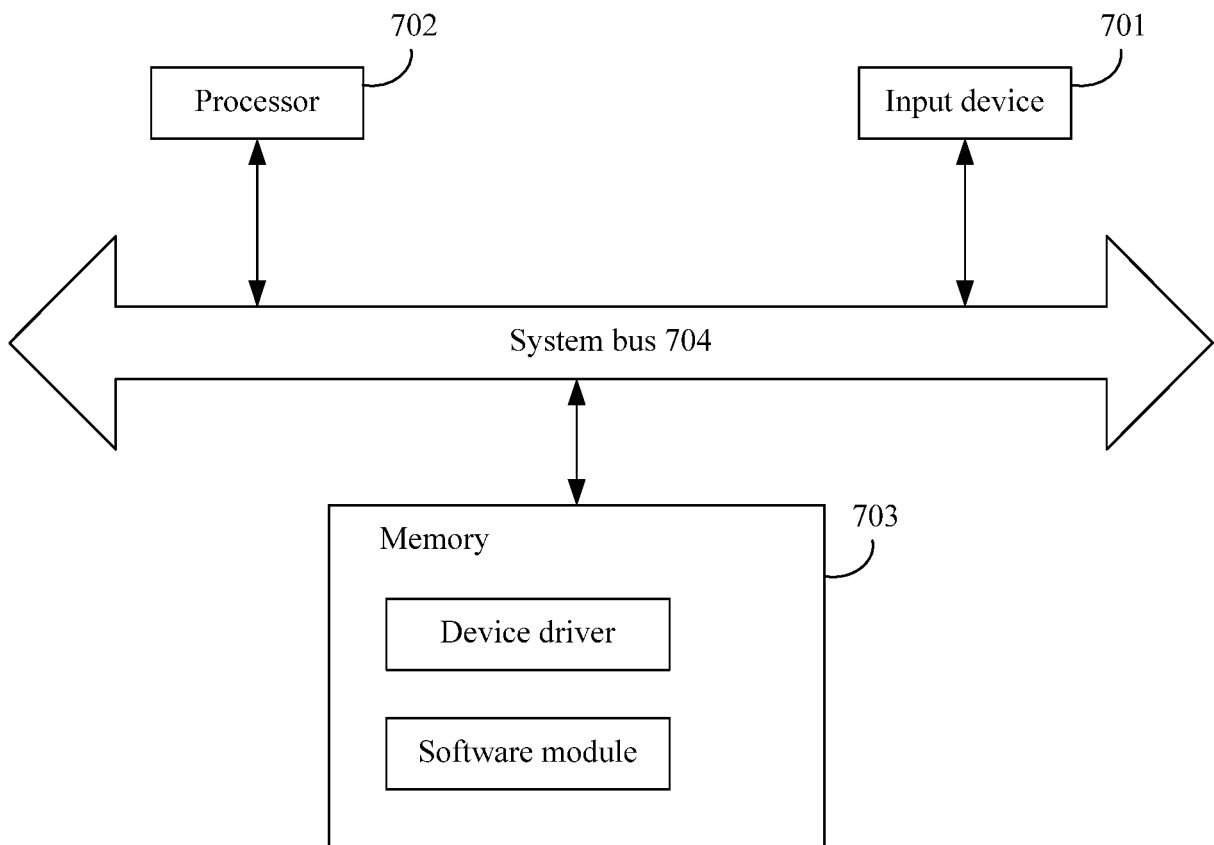 702
701
Processor
Input device
System bus 704
703
Memory
Device driver
Software module